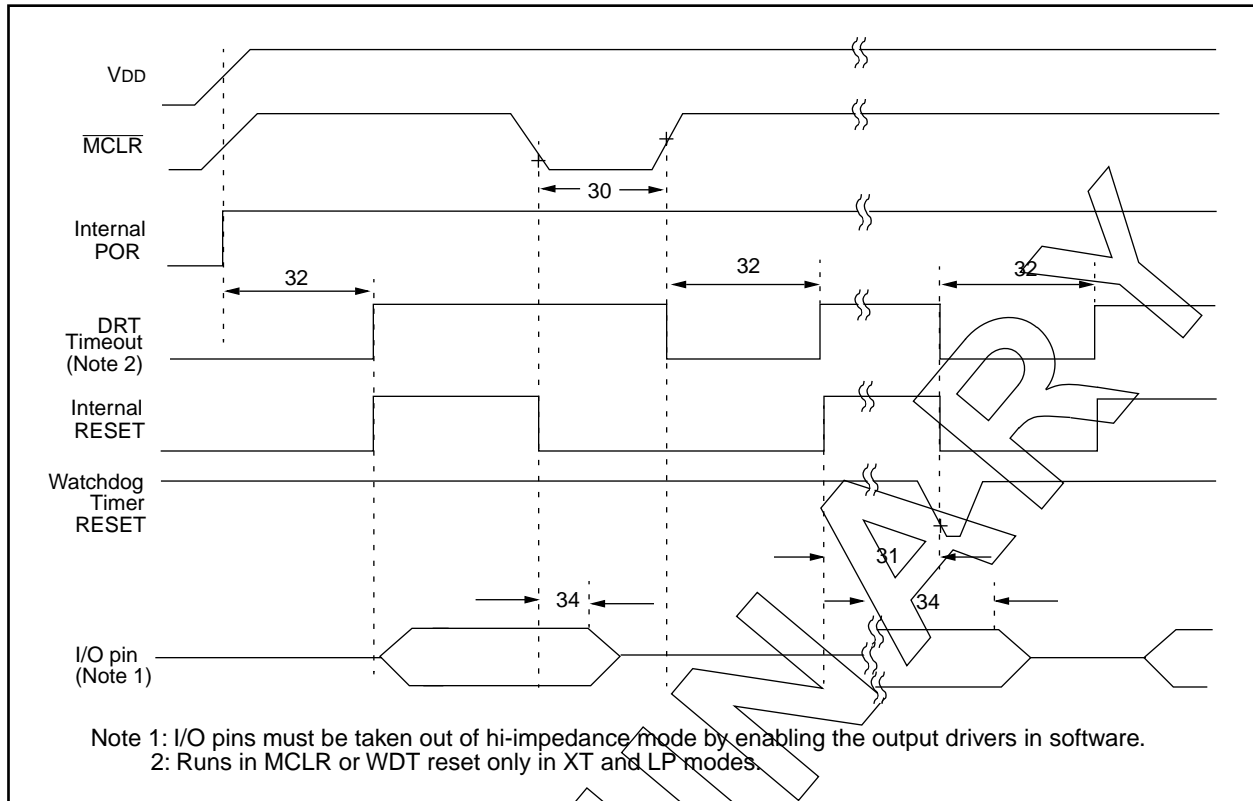 VDD
MCLR
30
Internal
POR
32
32
32
DRT
Timeout
(Note 2)
Internal
RESET
Watchdog
Timer
RESET
31
34
34
I/O pin
(Note 1)
Note 1: I/O pins must be taken out of hi-impedance mode by enabling the output drivers in software.
2: Runs in MCLR or WDT reset only in XT and LP modes.
INARY